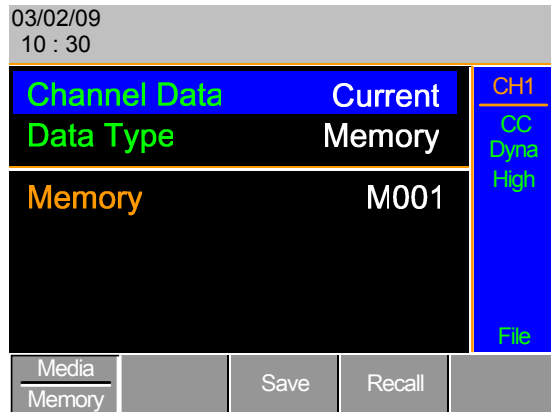 03/02/09
10 : 30
Channel Data Current
Data Type Memory
Memory M001
CH1
CC
Dyna
High
File
Media
Memory
Save
Recall